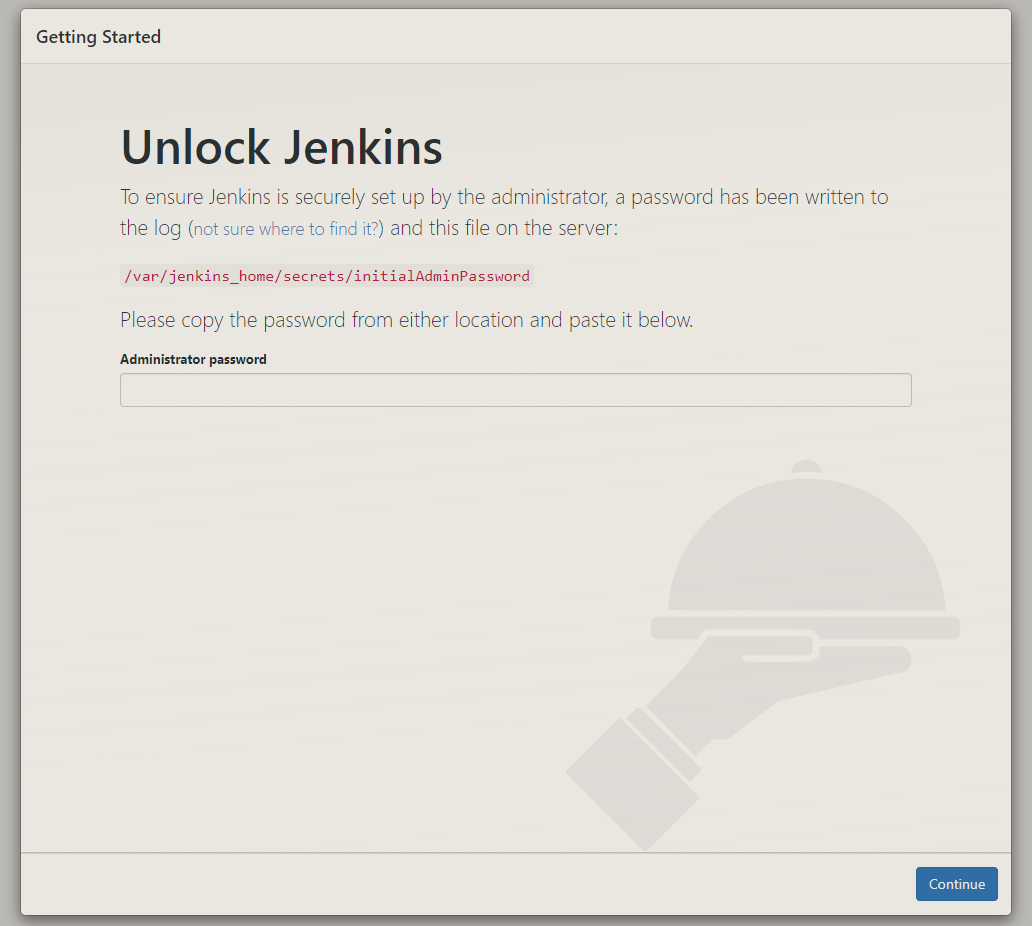 Getting Started
Unlock Jenkins
To ensure Jenkins is securely set up by the administrator, a password has been written to
the log (not sure where to find it?) and this file on the server:
/var/jenkins_home/secrets/initialAdminPassword
Please copy the password from either location and paste it below.
Administrator password
Continue